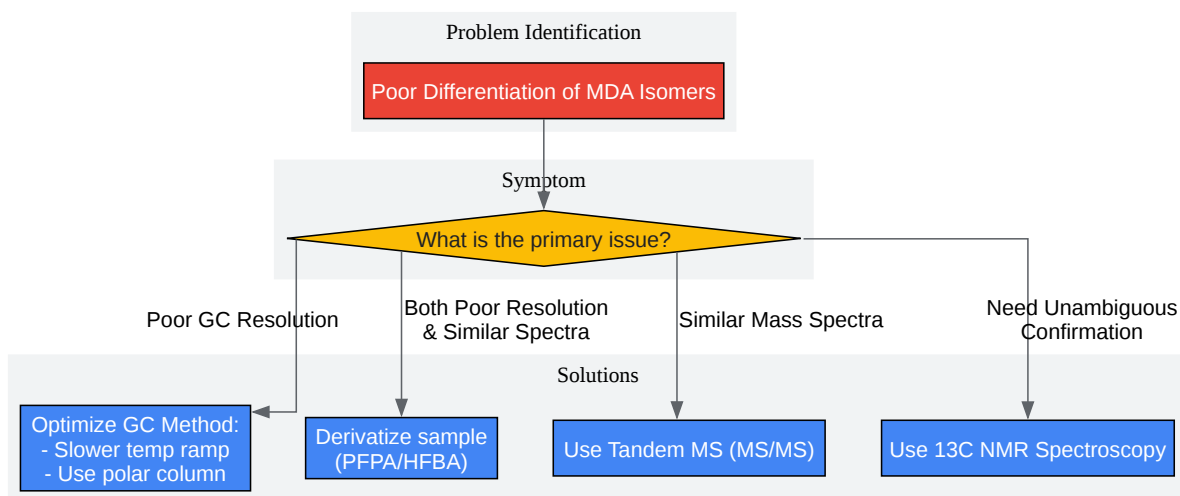 Problem Identification
Poor Differentiation of MDA Isomers
Symptom
What is the primary issue?
Poor GC Resolution
Both Poor Resolution
& Similar Spectra
Similar Mass Spectra
Need Unambiguous
Confirmation
Solutions
Optimize GC Method:
- Slower temp ramp
- Use polar column
Derivatize sample
(PFPA/HFBA)
Use Tandem MS (MS/MS)
Use 13C NMR Spectroscopy